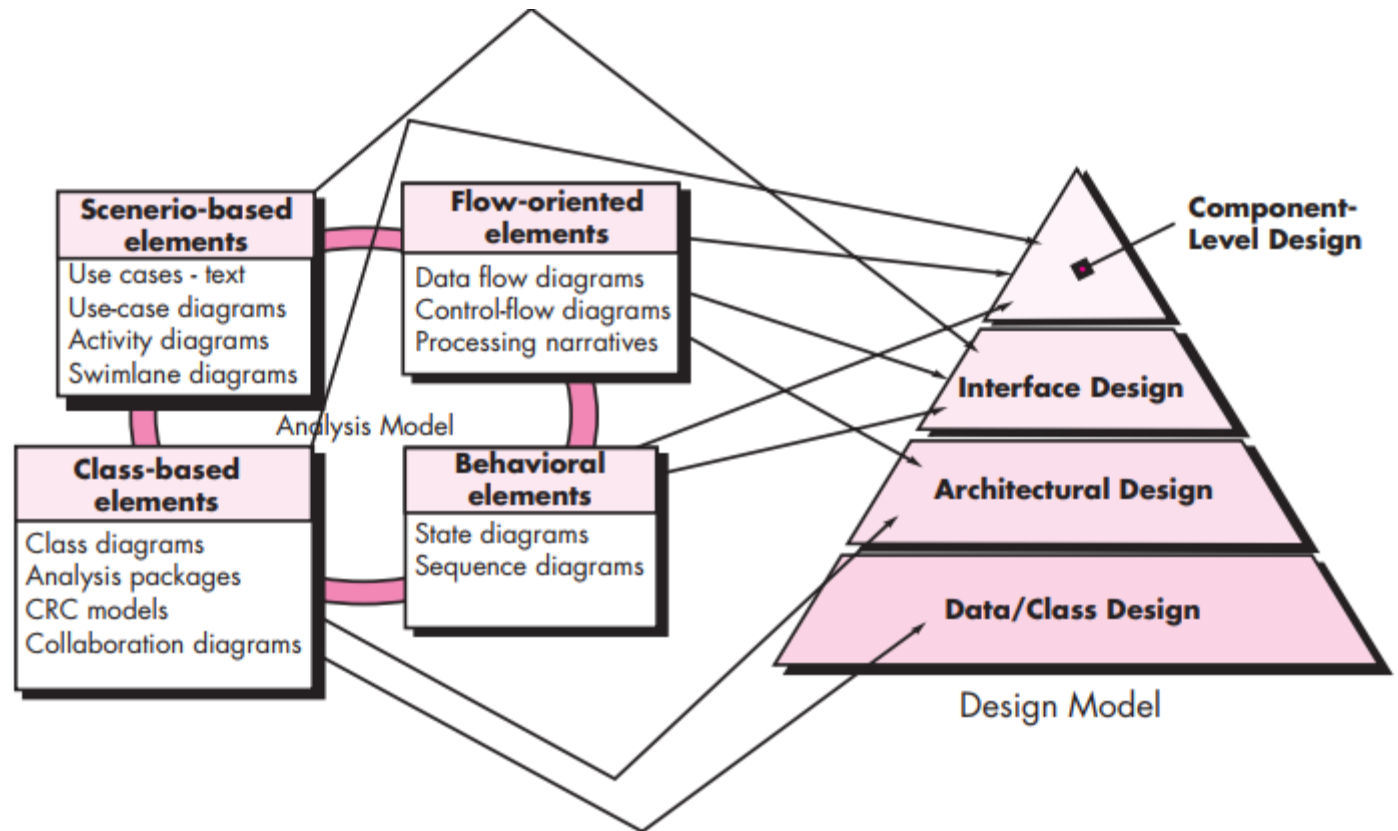 Scenerio-based
elements
Use cases - text
Use-case diagrams
Activity diagrams
Swimlane diagrams
Flow-oriented
elements
Data flow diagrams
Control-flow diagrams
Processing narratives
Analysis Model
Class-based
elements
Class diagrams
Analysis packages
CRC models
Collaboration diagrams
Behavioral
elements
State diagrams
Sequence diagrams
Component-
Level Design
Interface Design
Architectural Design
Data/Class Design
Design Model